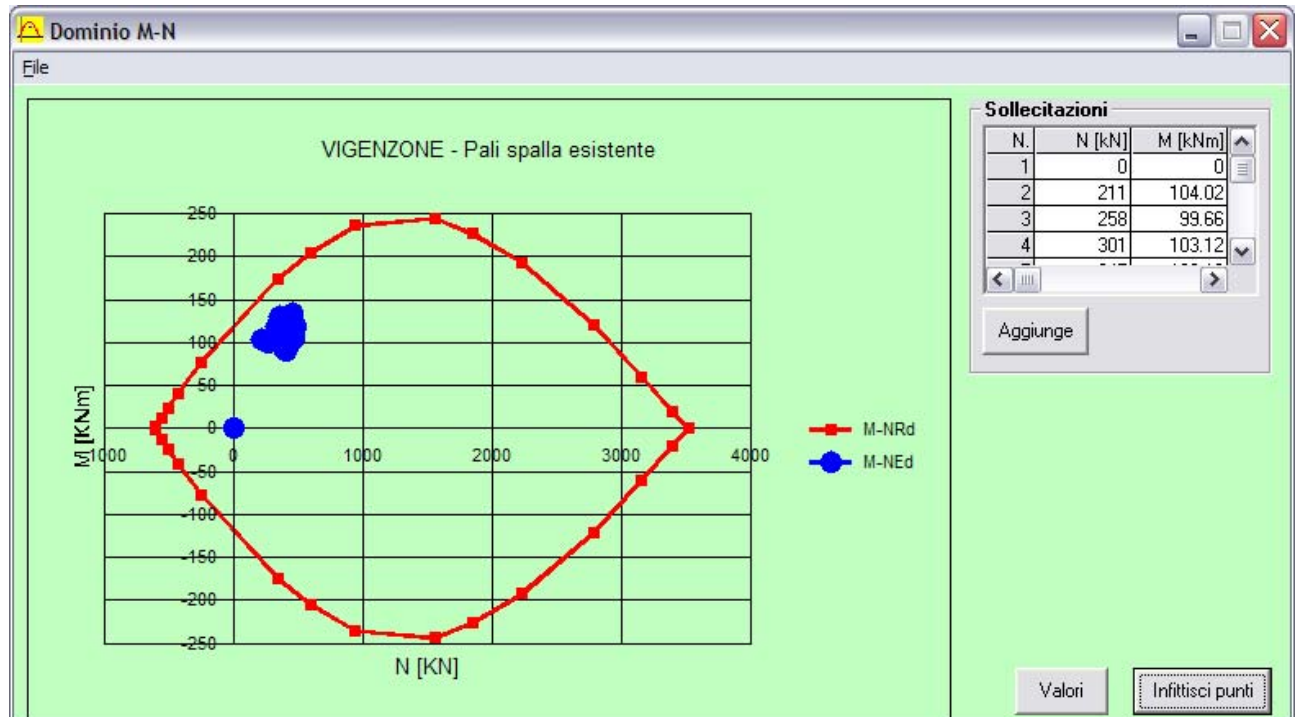 Dominio M-N
File
VIGENZONE - Pali spalla esistente
250
200
150
100
50
0
-50
-100
-150
-200
-250
-1000
0
1000
2000
3000
4000
M [KNm]
N [KN]
M-NRd
M-NEd
Sollecitazioni
N. N [kN] M [kNm]
1 0 0
2 211 104.02
3 258 99.66
4 301 103.12
Aggiunge
Valori
Infittisci punti